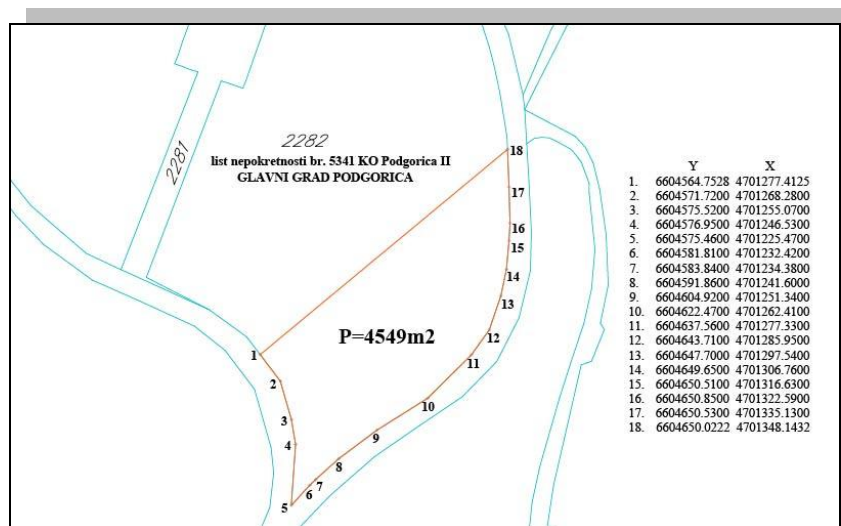 2282
list nepokretnosti br. 5341 KO Podgorica II
GLAVNI GRAD PODGORICA
2281
P=4549m2
1
2
3
4
5
6
7
8
9
10
11
12
13
14
15
16
17
18
Y X
1. 6604564.7528 4701277.4125
2. 6604571.7200 4701268.2800
3. 6604575.5200 4701255.0700
4. 6604576.9500 4701246.5300
5. 6604575.4600 4701225.4700
6. 6604581.8100 4701232.4200
7. 6604583.8400 4701234.3800
8. 6604591.8600 4701241.6000
9. 6604604.9200 4701251.3400
10. 6604622.4700 4701262.4100
11. 6604637.5600 4701277.3300
12. 6604643.7100 4701285.9500
13. 6604647.7000 4701297.5400
14. 6604649.6500 4701306.7600
15. 6604650.5100 4701316.6300
16. 6604650.8500 4701322.5900
17. 6604650.5300 4701335.1300
18. 6604650.0222 4701348.1432